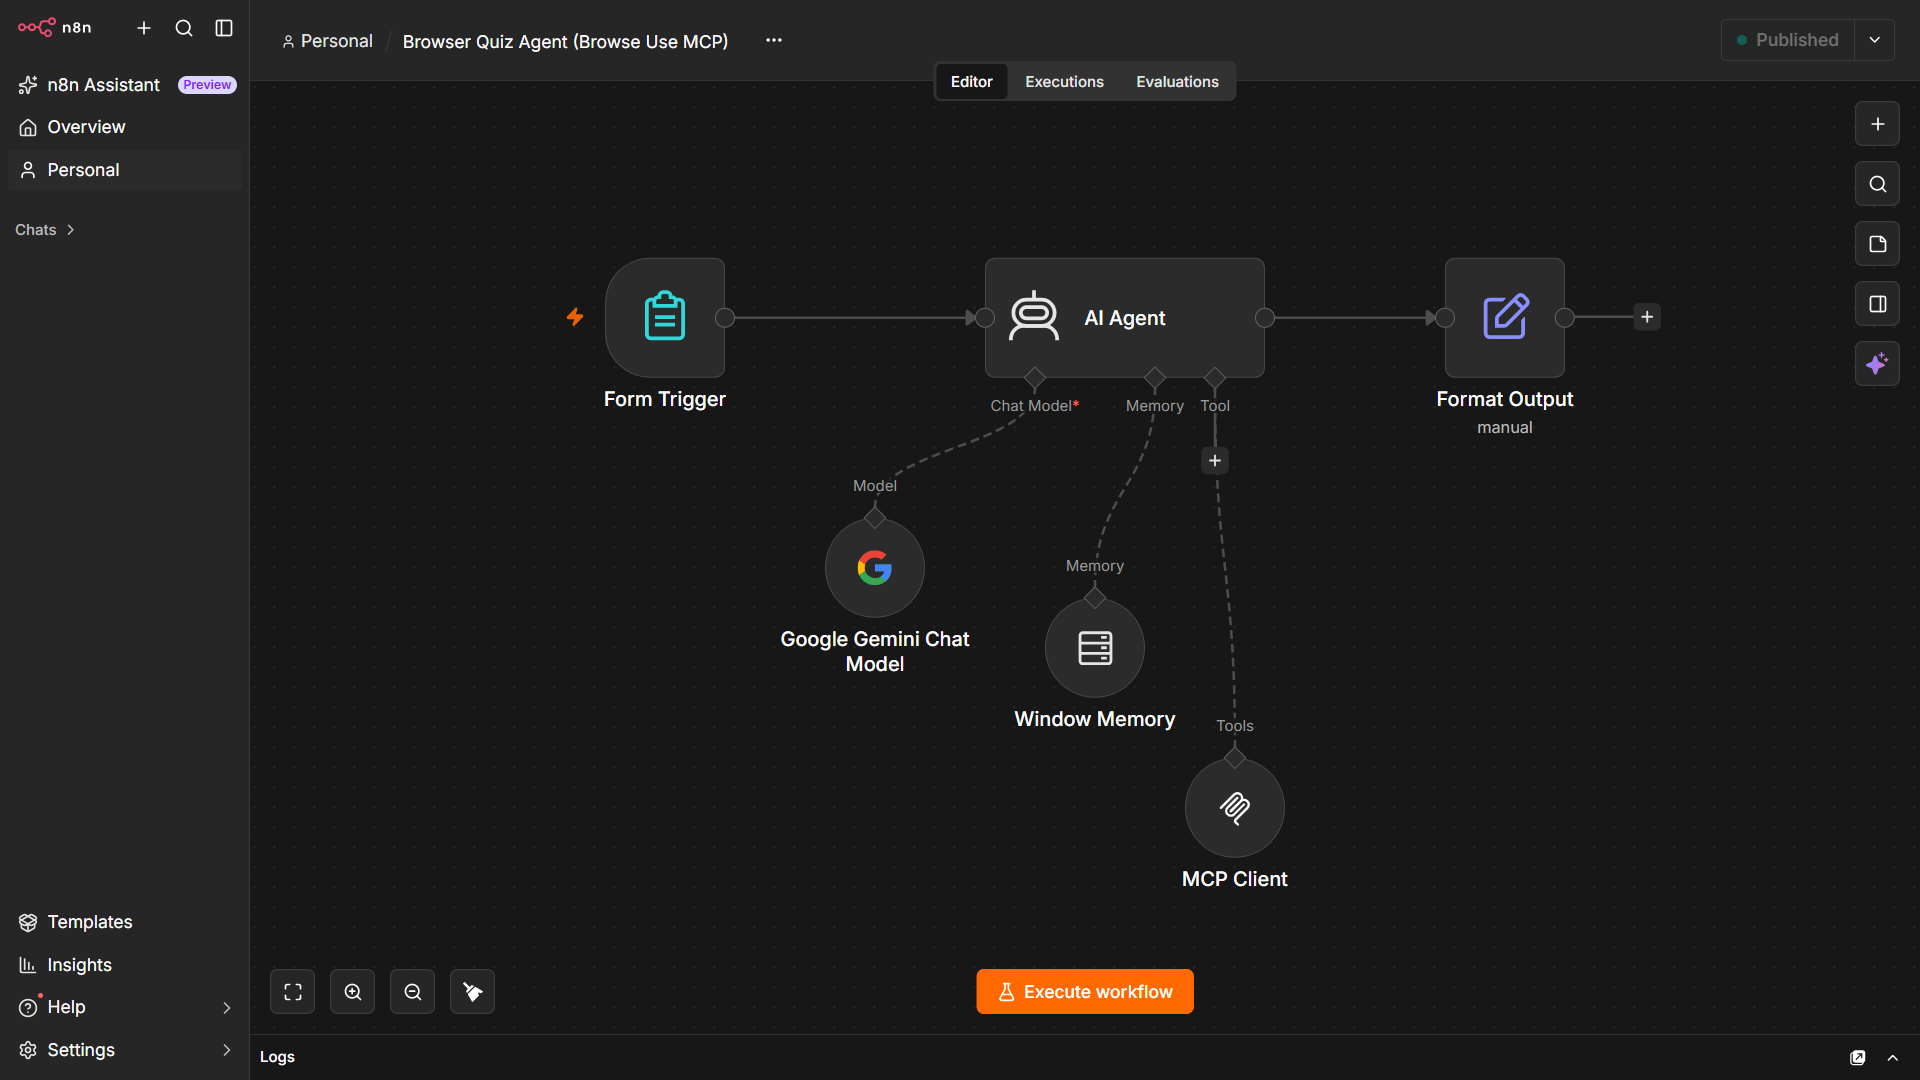 n8n
n8n Assistant Preview
Overview
Personal
Chats
Templates
Insights
Help
Settings
Personal / Browser Quiz Agent (Browse Use MCP)
Published
Editor Executions Evaluations
Form Trigger
AI Agent
Chat Model* Memory Tool
Format Output
manual
Model
Google Gemini Chat
Model
Memory
Window Memory
Tools
MCP Client
Execute workflow
Logs